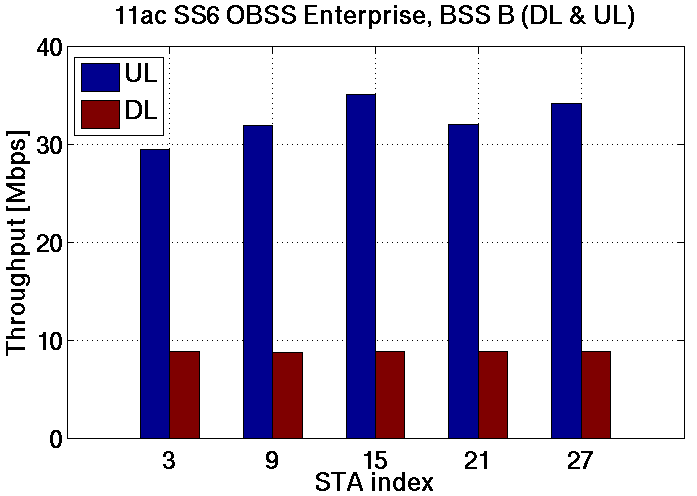 11ac SS6 OBSS Enterprise, BSS B (DL & UL)
40
30
20
10
0
Throughput [Mbps]
UL
DL
3 9 15 21 27
STA index